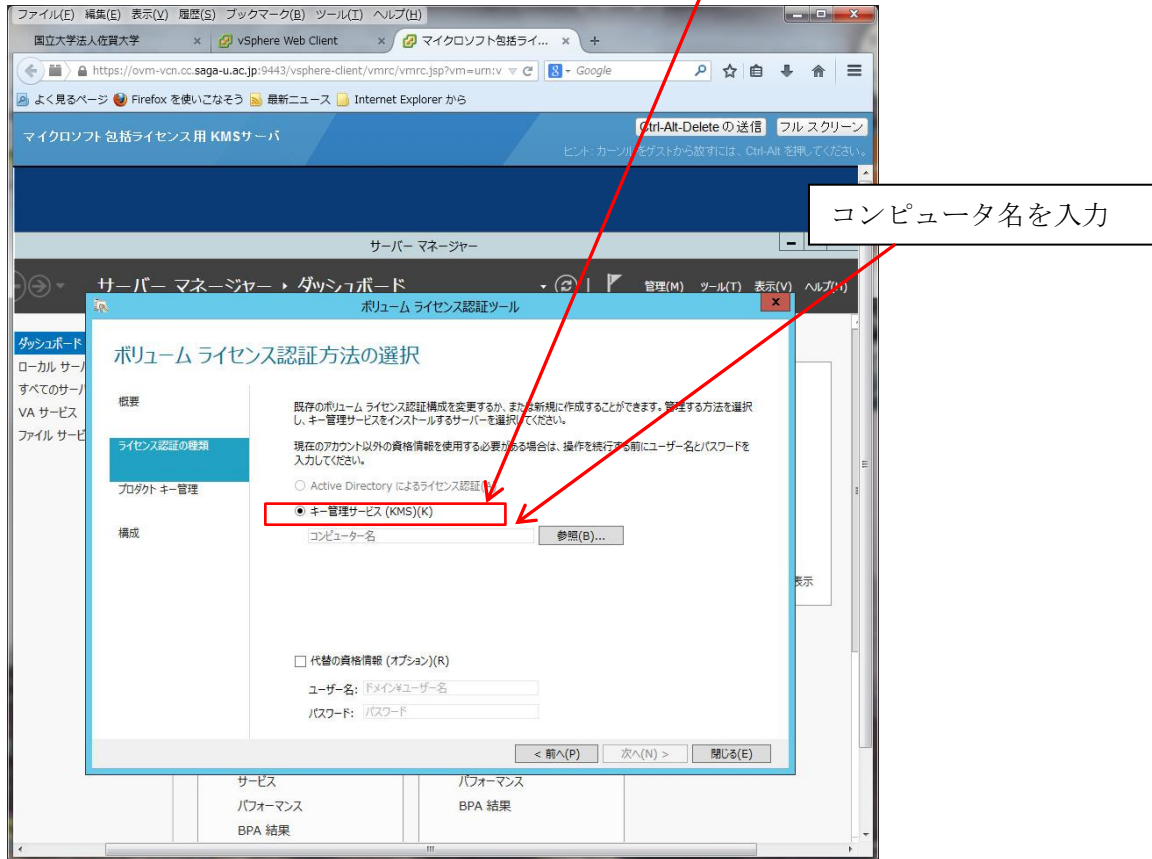 ファイル(F) 編集(E) 表示(V) 履歴(S) ブックマーク(B) ツール(T) ヘルプ(H)
国立大学法人佐賀大学 × vSphere Web Client × マイクロソフト包括ライ... × +
https://ovm-vcn.cc.saga-u.ac.jp:9443/vsphere-client/vmrc/vmrc.jsp?vm=urn:v Google
よく見るページ Firefox を使いこなそう 最新ニュース Internet Explorer から
マイクロソフト包括ライセンス用 KMSサーバ Ctrl-Alt-Delete の送信 フル スクリーン
ヒント: カーソルをゲストから放すには、Ctrl-Alt を押してください。
コンピュータ名を入力
サーバー マネージャー
サーバー マネージャー ダッシュボード 管理(M) ツール(T) 表示(V) ヘルプ(H)
ボリューム ライセンス認証ツール x
ダッシュボード
ローカル サー
すべてのサー
VA サービス
ファイル サービ
ボリューム ライセンス認証方法の選択
概要
ライセンス認証の種類
プロダクト キー管理
構成
既存のボリューム ライセンス認証構成を変更するか、または新規に作成することができます。管理する方法を選択
し、キー管理サービスをインストールするサーバーを選択してください。
現在のアカウント以外の資格情報を使用する必要がある場合は、操作を続行する前にユーザー名とパスワードを
入力してください。
Active Directory によるライセンス認証(A)
キー管理サービス (KMS)(K)
コンピューター名 参照(B)...
表示
代替の資格情報 (オプション)(R)
ユーザー名: ドメイン¥ユーザー名
パスワード: パスワード
< 前へ(P) 次へ(N) > 閉じる(E)
サービス パフォーマンス
パフォーマンス BPA 結果
BPA 結果